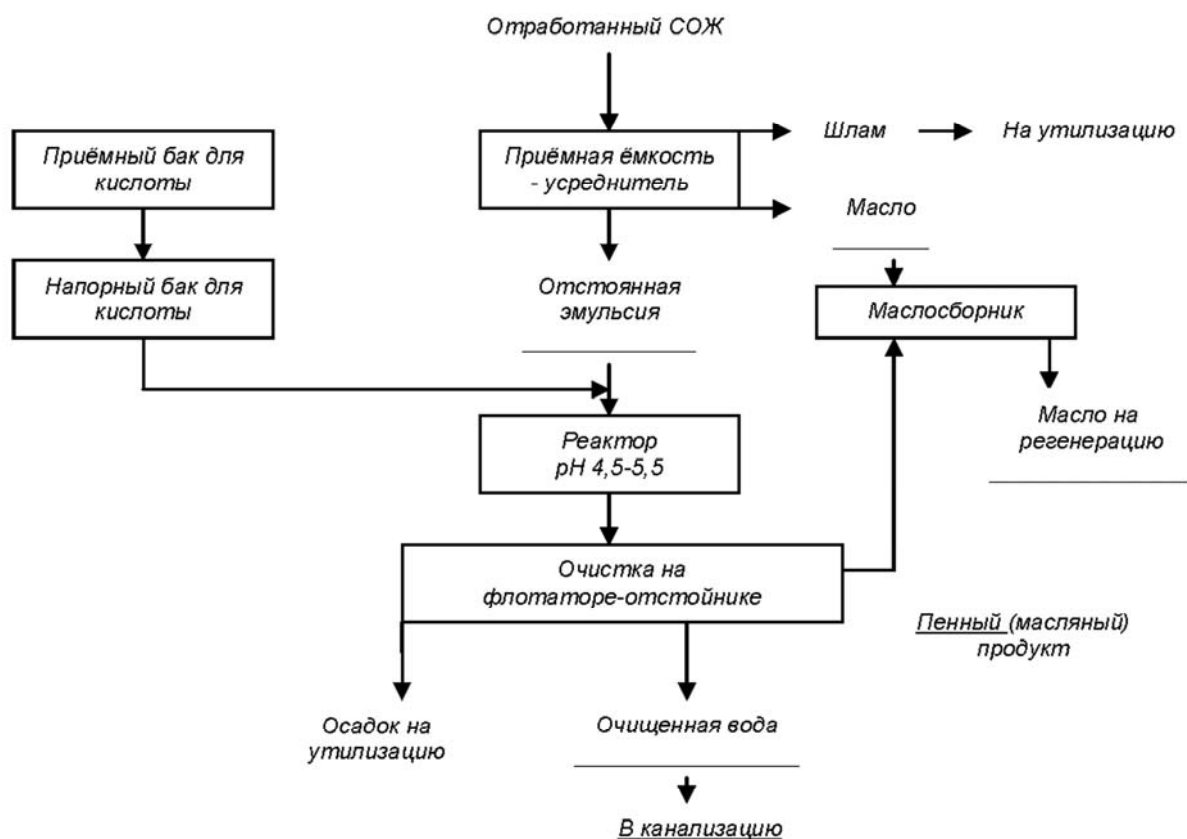 Отработанный СОЖ
Приёмный бак для
кислоты
Приёмная ёмкость
- усреднитель
Шлам
На утилизацию
Масло
Напорный бак для
кислоты
Отстоянная
эмульсия
Маслосборник
Масло на
регенерацию
Реактор
рН 4,5-5,5
Очистка на
флотаторе-отстойнике
Пенный (масляный)
продукт
Осадок на
утилизацию
Очищенная вода
В канализацию